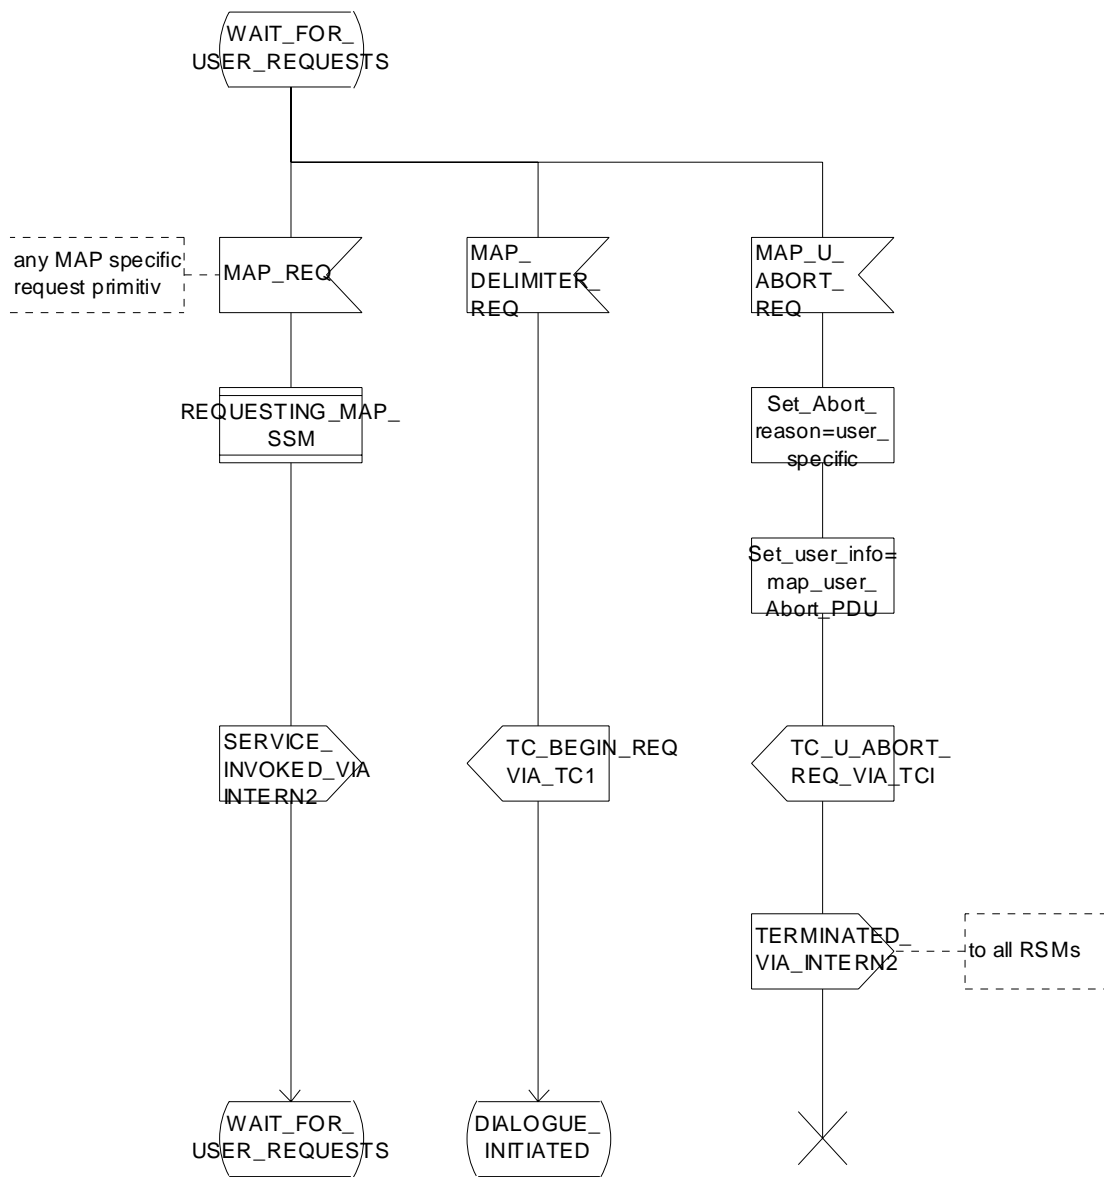 WAIT_FOR_
USER_REQUESTS
any MAP specific
request primitiv
MAP_REQ
MAP_
DELIMITER_
REQ
MAP_U_
ABORT_
REQ
REQUESTING_MAP_
SSM
Set_Abort_
reason=user_
specific
Set_user_info=
map_user_
Abort_PDU
SERVICE_
INVOKED_VIA
INTERN2
TC_BEGIN_REQ
VIA_TC1
TC_U_ABORT_
REQ_VIA_TCI
TERMINATED_
VIA_INTERN2
to all RSMs
WAIT_FOR_
USER_REQUESTS
DIALOGUE_
INITIATED